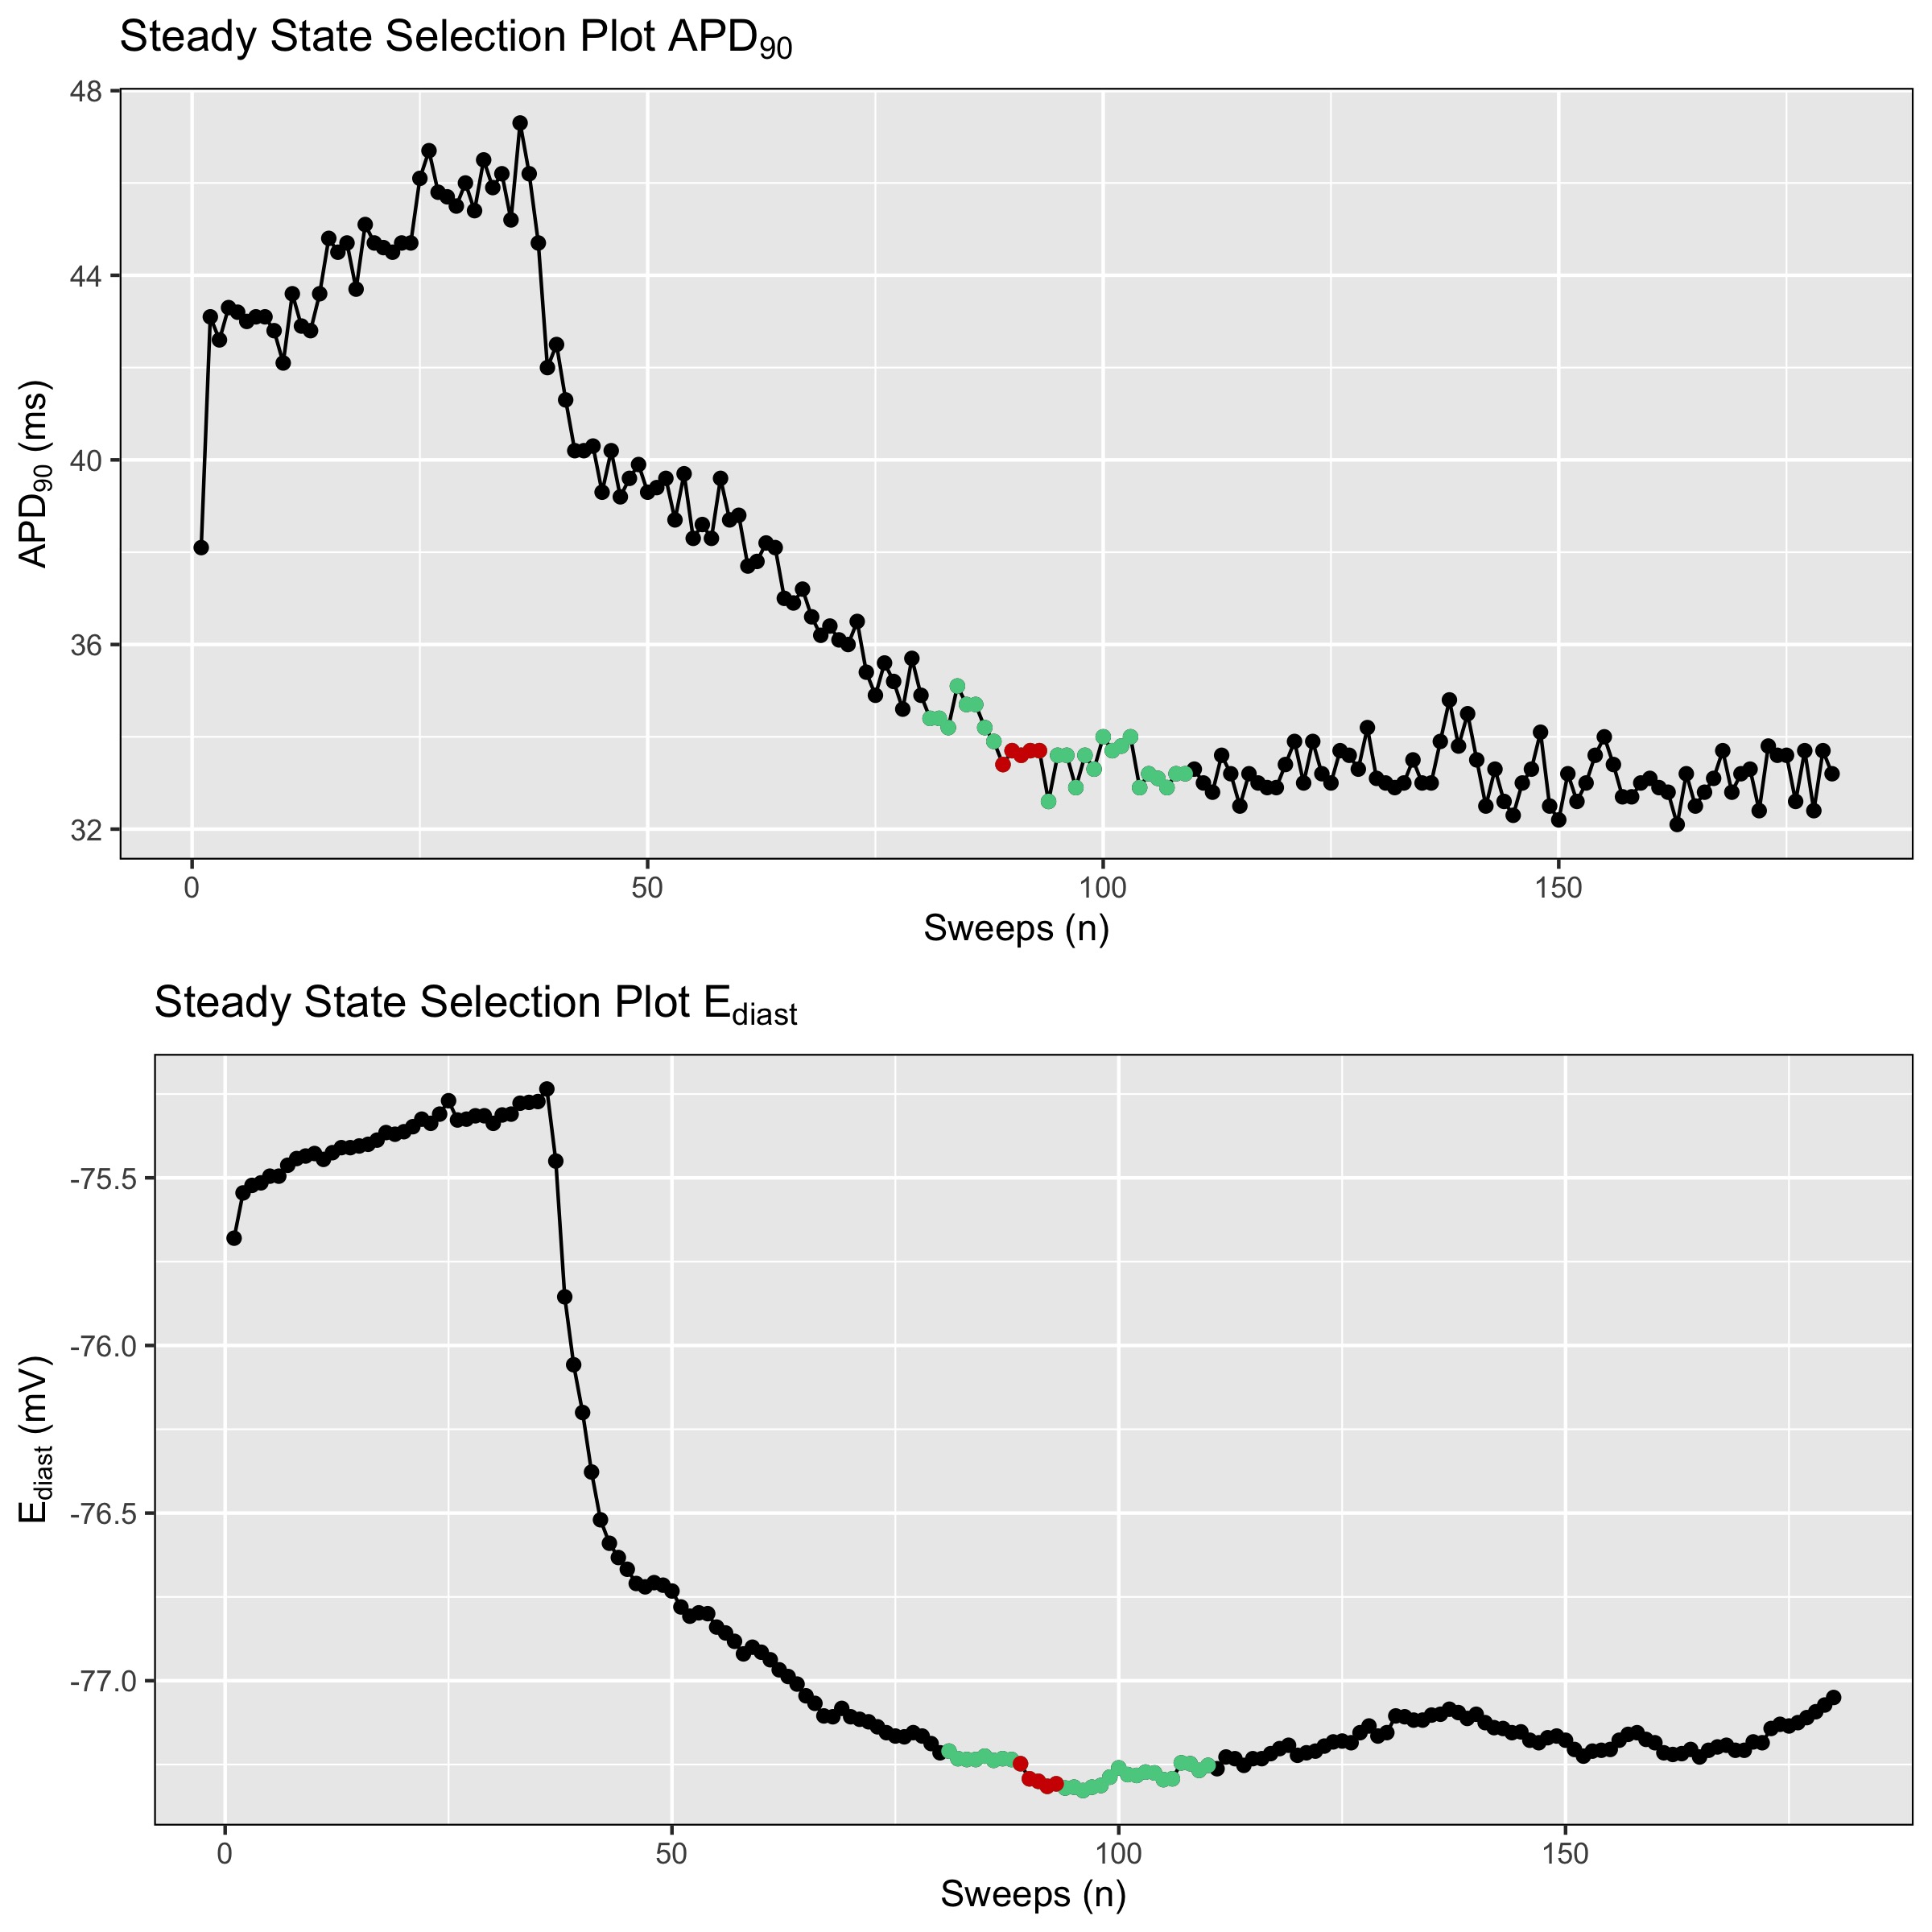 Steady State Selection Plot APD90
48
44
40
36
32
APD90 (ms)
0 50 100 150
Sweeps (n)
Steady State Selection Plot Ediast
-75.5
-76.0
-76.5
-77.0
Ediast (mV)
0 50 100 150
Sweeps (n)